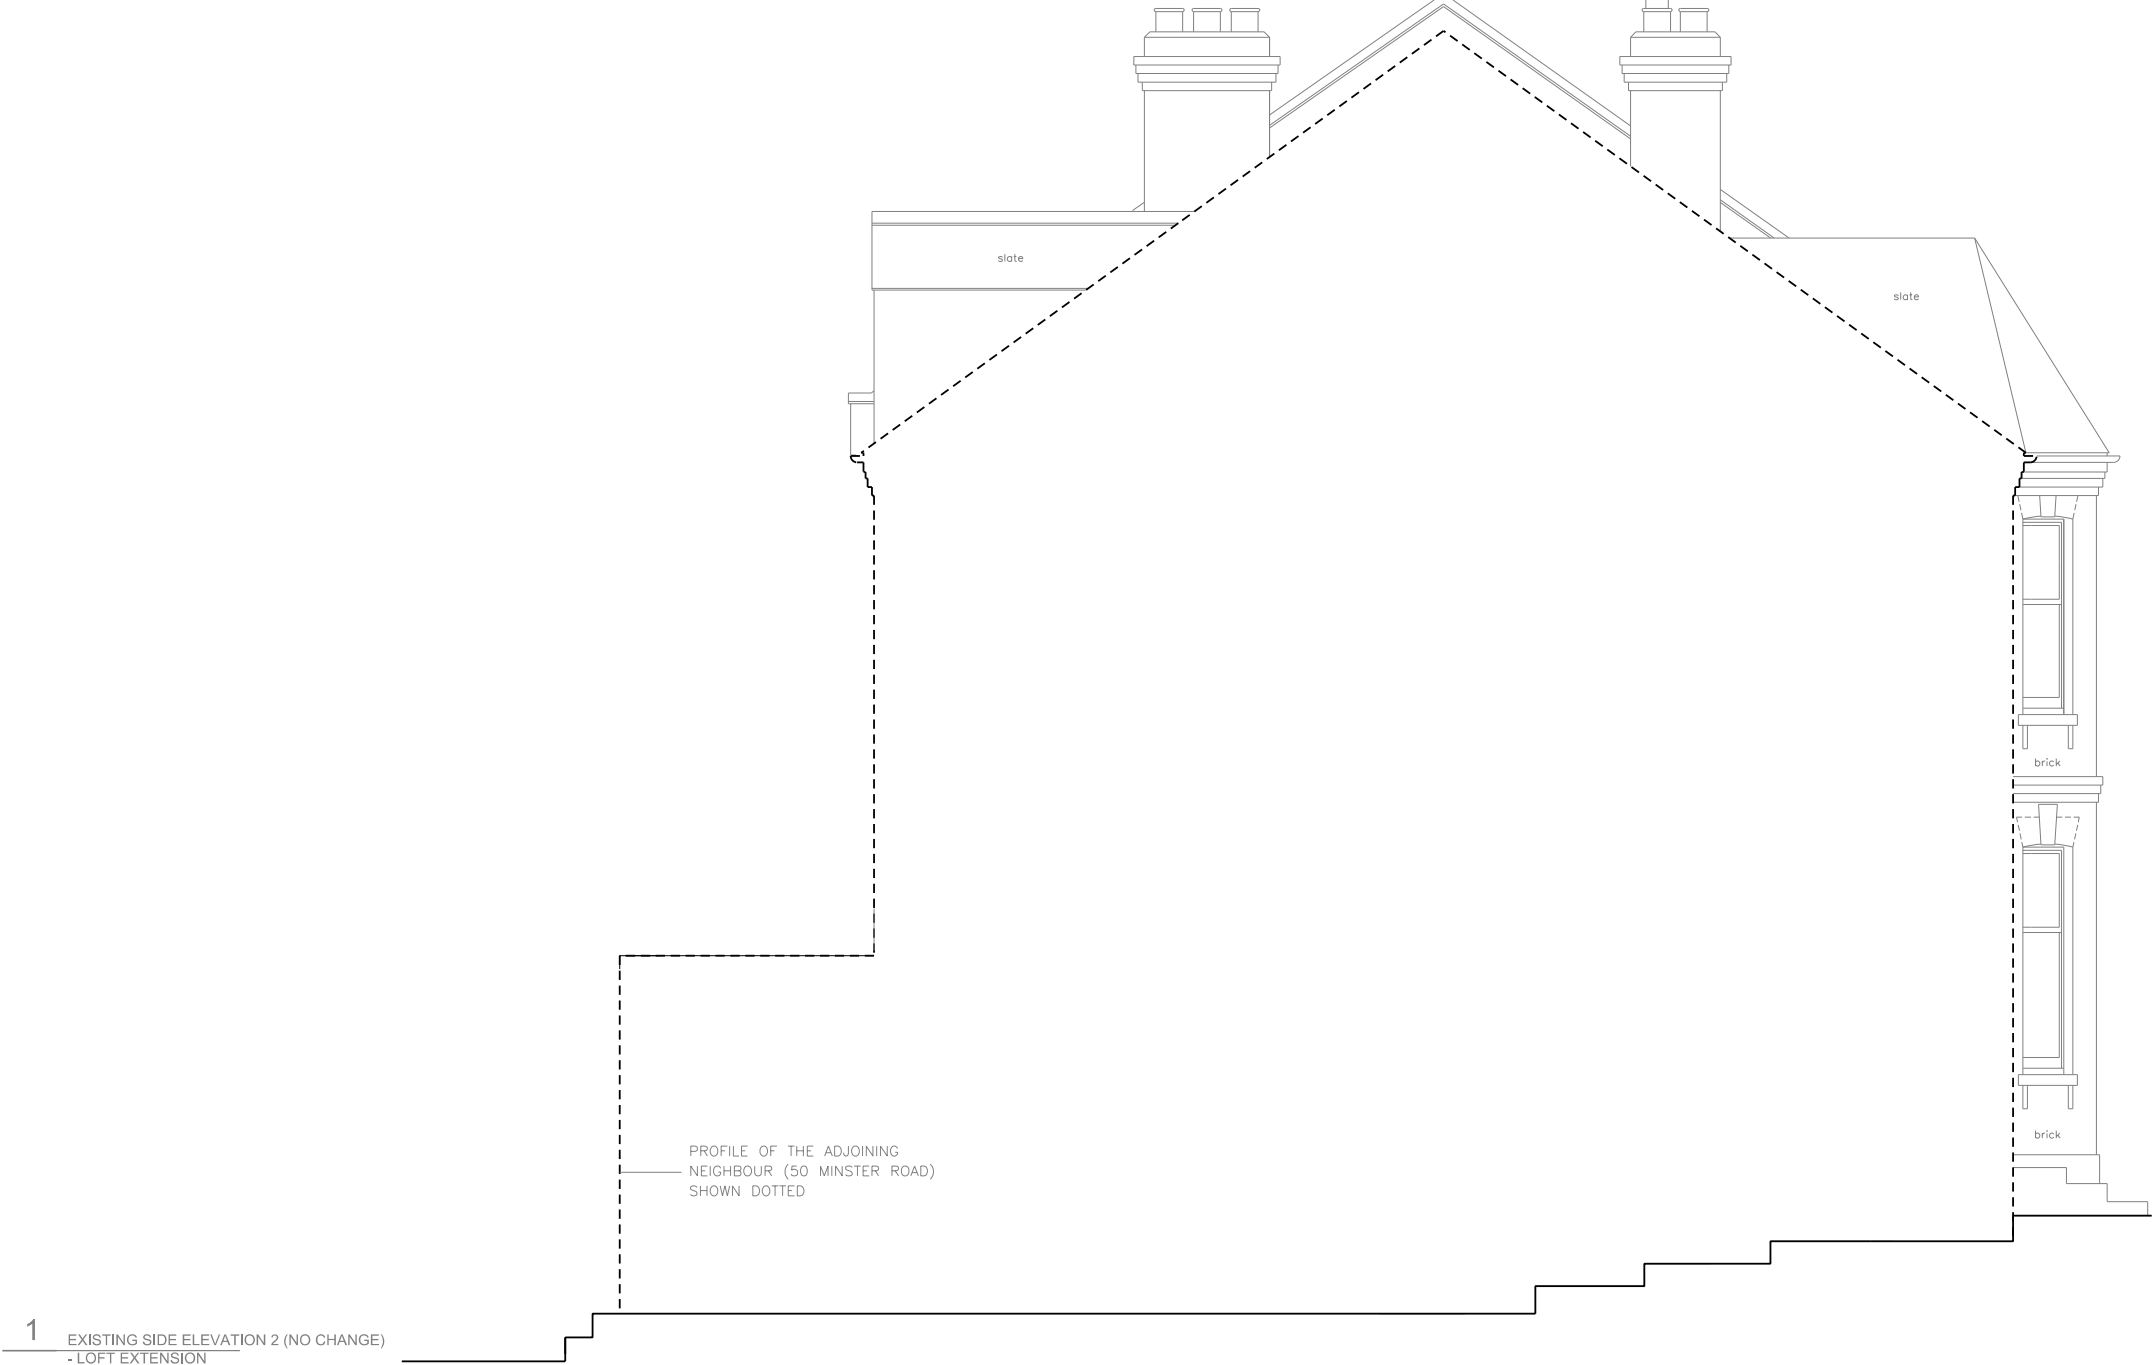 slate
slate
brick
brick
PROFILE OF THE ADJOINING
NEIGHBOUR (50 MINSTER ROAD)
SHOWN DOTTED
1 EXISTING SIDE ELEVATION 2 (NO CHANGE)
- LOFT EXTENSION